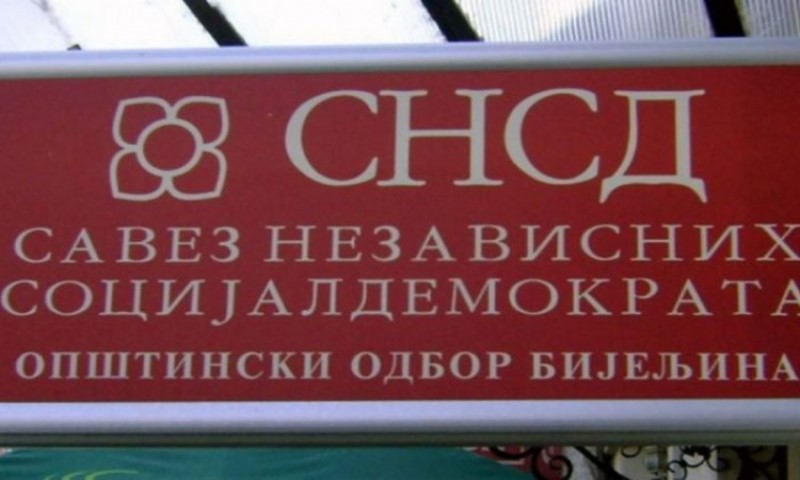 СНСД
САВЕЗ НЕЗАВИСНИХ
СОЦИЈАЛДЕМОКРАТА
ОПШТИНСКИ ОДБОР БИЈЕЉИНА